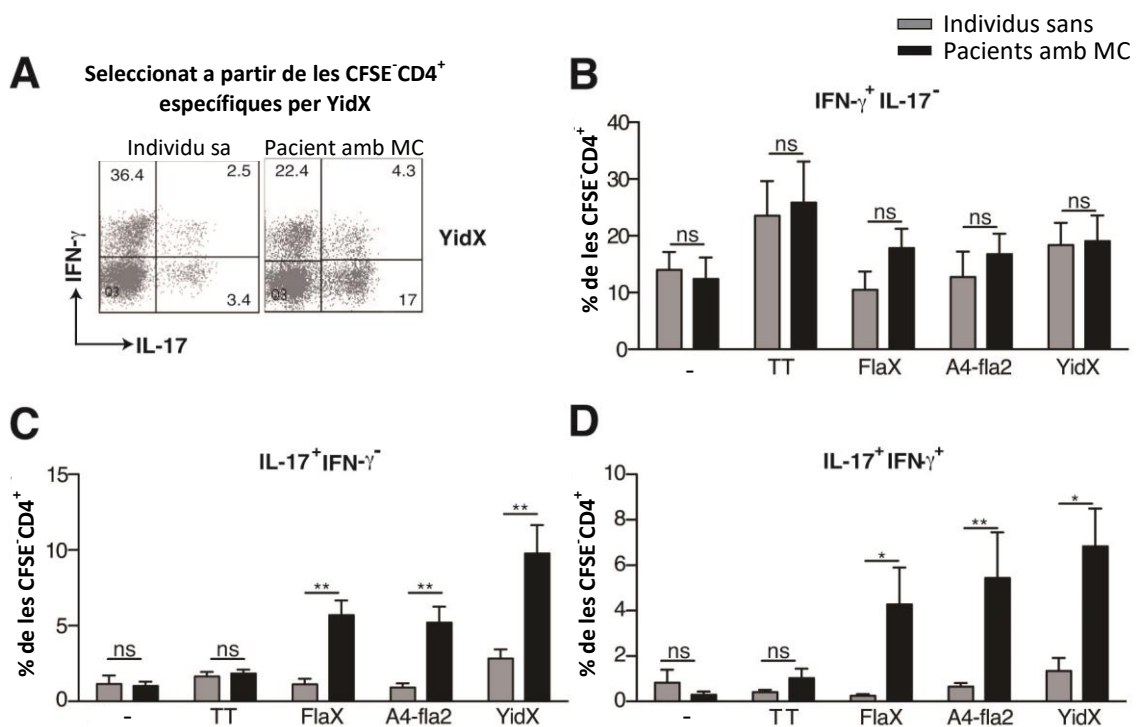 Individus sans
Pacients amb MC
A
Seleccionat a partir de les CFSE⁻CD4⁺
específiques per YidX
Individu sa
Pacient amb MC
36.4
2.5
22.4
4.3
Q3
3.4
Q3
17
IFN-γ
IL-17
YidX
B
IFN-γ⁺ IL-17⁻
% de les CFSE⁻CD4⁺
40
30
20
10
0
ns
ns
ns
ns
ns
-
TT
FlaX
A4-fla2
YidX
C
IL-17⁺IFN-γ⁻
% de les CFSE⁻CD4⁺
15
10
5
0
ns
ns
**
**
**
-
TT
FlaX
A4-fla2
YidX
D
IL-17⁺IFN-γ⁺
% de les CFSE⁻CD4⁺
10
8
6
4
2
0
ns
ns
*
**
*
-
TT
FlaX
A4-fla2
YidX